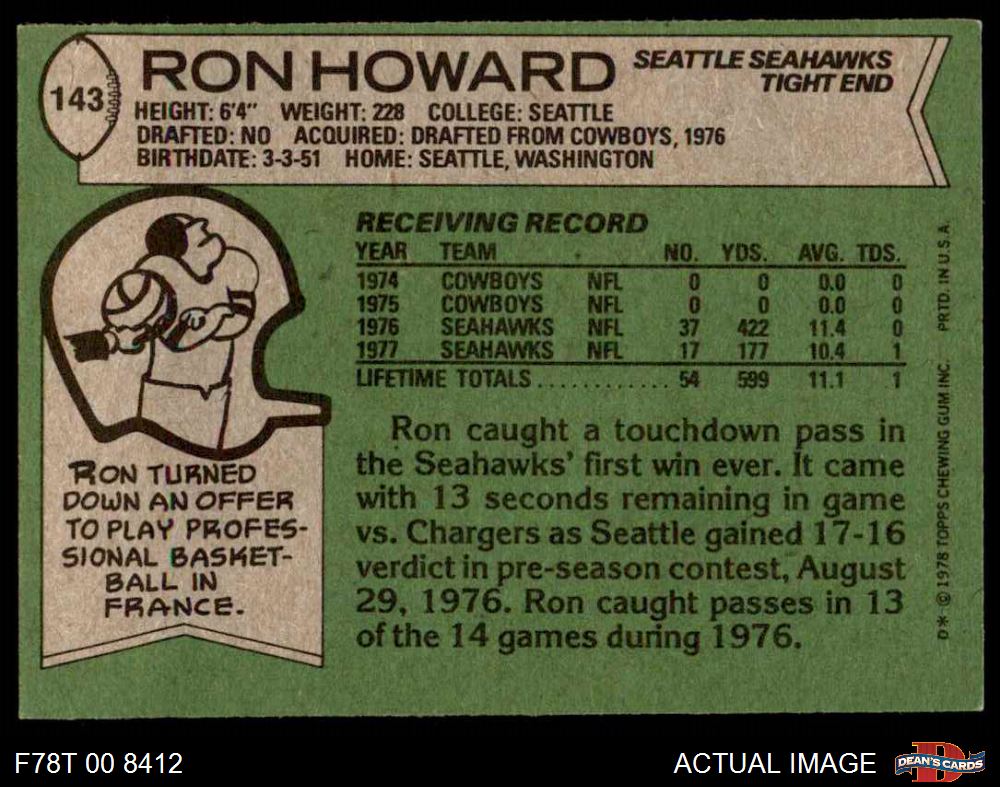 143
RON HOWARD
SEATTLE SEAHAWKS
TIGHT END
HEIGHT: 6'4" WEIGHT: 228 COLLEGE: SEATTLE
DRAFTED: NO ACQUIRED: DRAFTED FROM COWBOYS, 1976
BIRTHDATE: 3-3-51 HOME: SEATTLE, WASHINGTON
RECEIVING RECORD
YEAR TEAM NO. YDS. AVG. TDS.
1974 COWBOYS NFL 0 0 0.0 0
1975 COWBOYS NFL 0 0 0.0 0
1976 SEAHAWKS NFL 37 422 11.4 0
1977 SEAHAWKS NFL 17 177 10.4 1
LIFETIME TOTALS............ 54 599 11.1 1
RON TURNED
DOWN AN OFFER
TO PLAY PROFES-
SIONAL BASKET-
BALL IN
FRANCE.
Ron caught a touchdown pass in
the Seahawks' first win ever. It came
with 13 seconds remaining in game
vs. Chargers as Seattle gained 17-16
verdict in pre-season contest, August
29, 1976. Ron caught passes in 13
of the 14 games during 1976.
D* © 1978 TOPPS CHEWING GUM INC. PRTD. IN U.S.A.
F78T 00 8412
ACTUAL IMAGE
DEAN'S CARDS